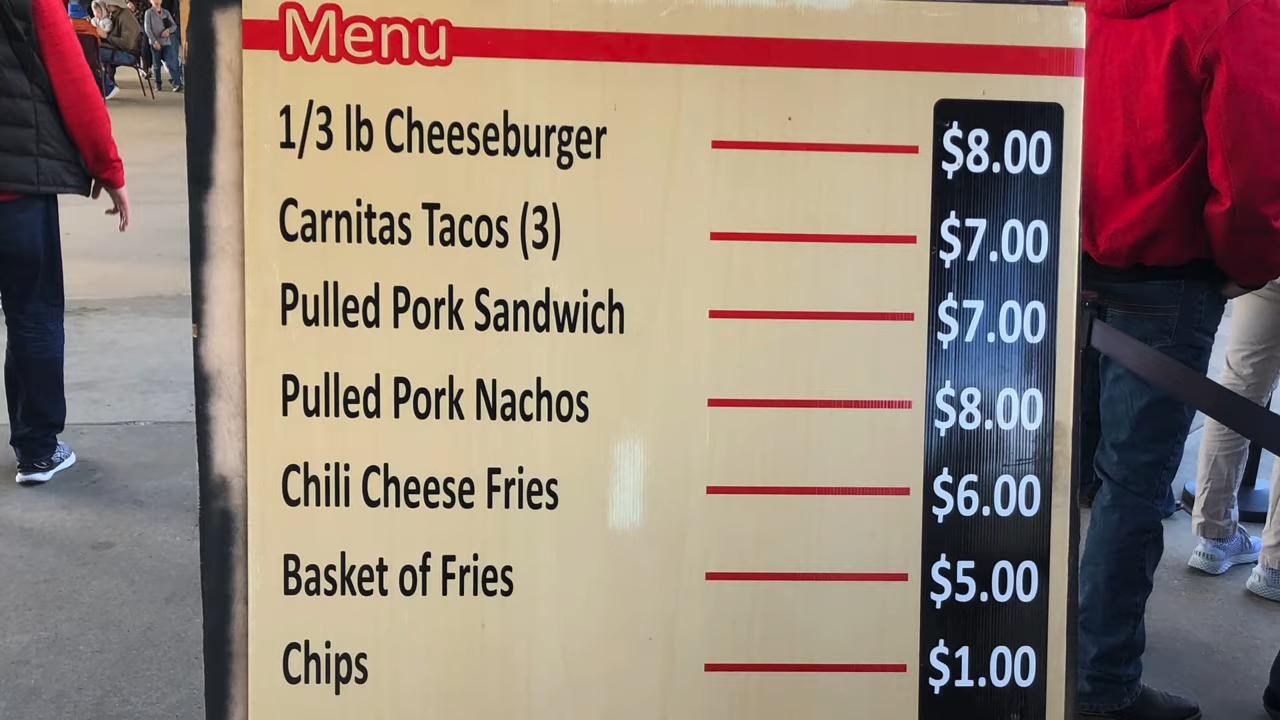 Menu
1/3 lb Cheeseburger $8.00
Carnitas Tacos (3) $7.00
Pulled Pork Sandwich $7.00
Pulled Pork Nachos $8.00
Chili Cheese Fries $6.00
Basket of Fries $5.00
Chips $1.00